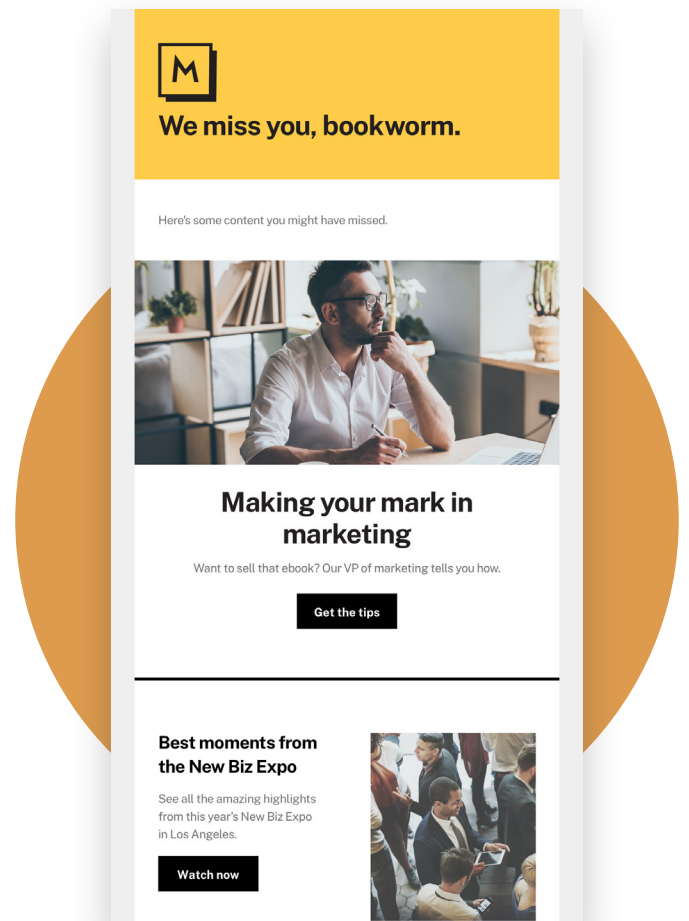 M
We miss you, bookworm.
Here's some content you might have missed.
Making your mark in
marketing
Want to sell that ebook? Our VP of marketing tells you how.
Get the tips
Best moments from
the New Biz Expo
See all the amazing highlights
from this year's New Biz Expo
in Los Angeles.
Watch now